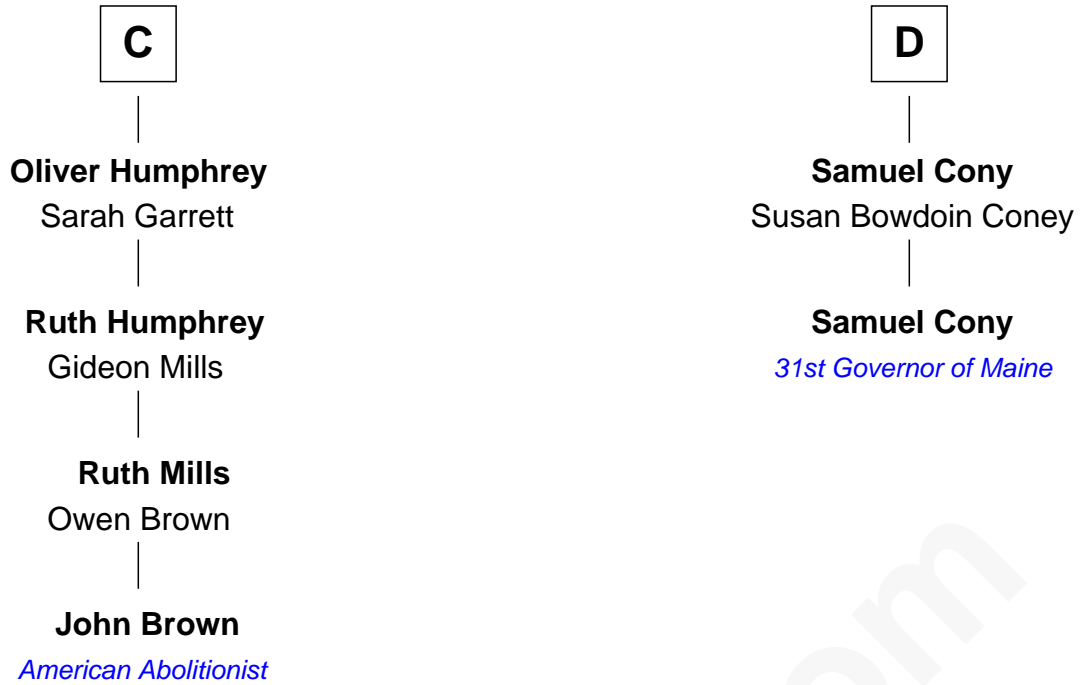 C
D
Oliver Humphrey
Sarah Garrett
Samuel Cony
Susan Bowdoin Coney
Ruth Humphrey
Gideon Mills
Samuel Cony
31st Governor of Maine
Ruth Mills
Owen Brown
John Brown
American Abolitionist
om